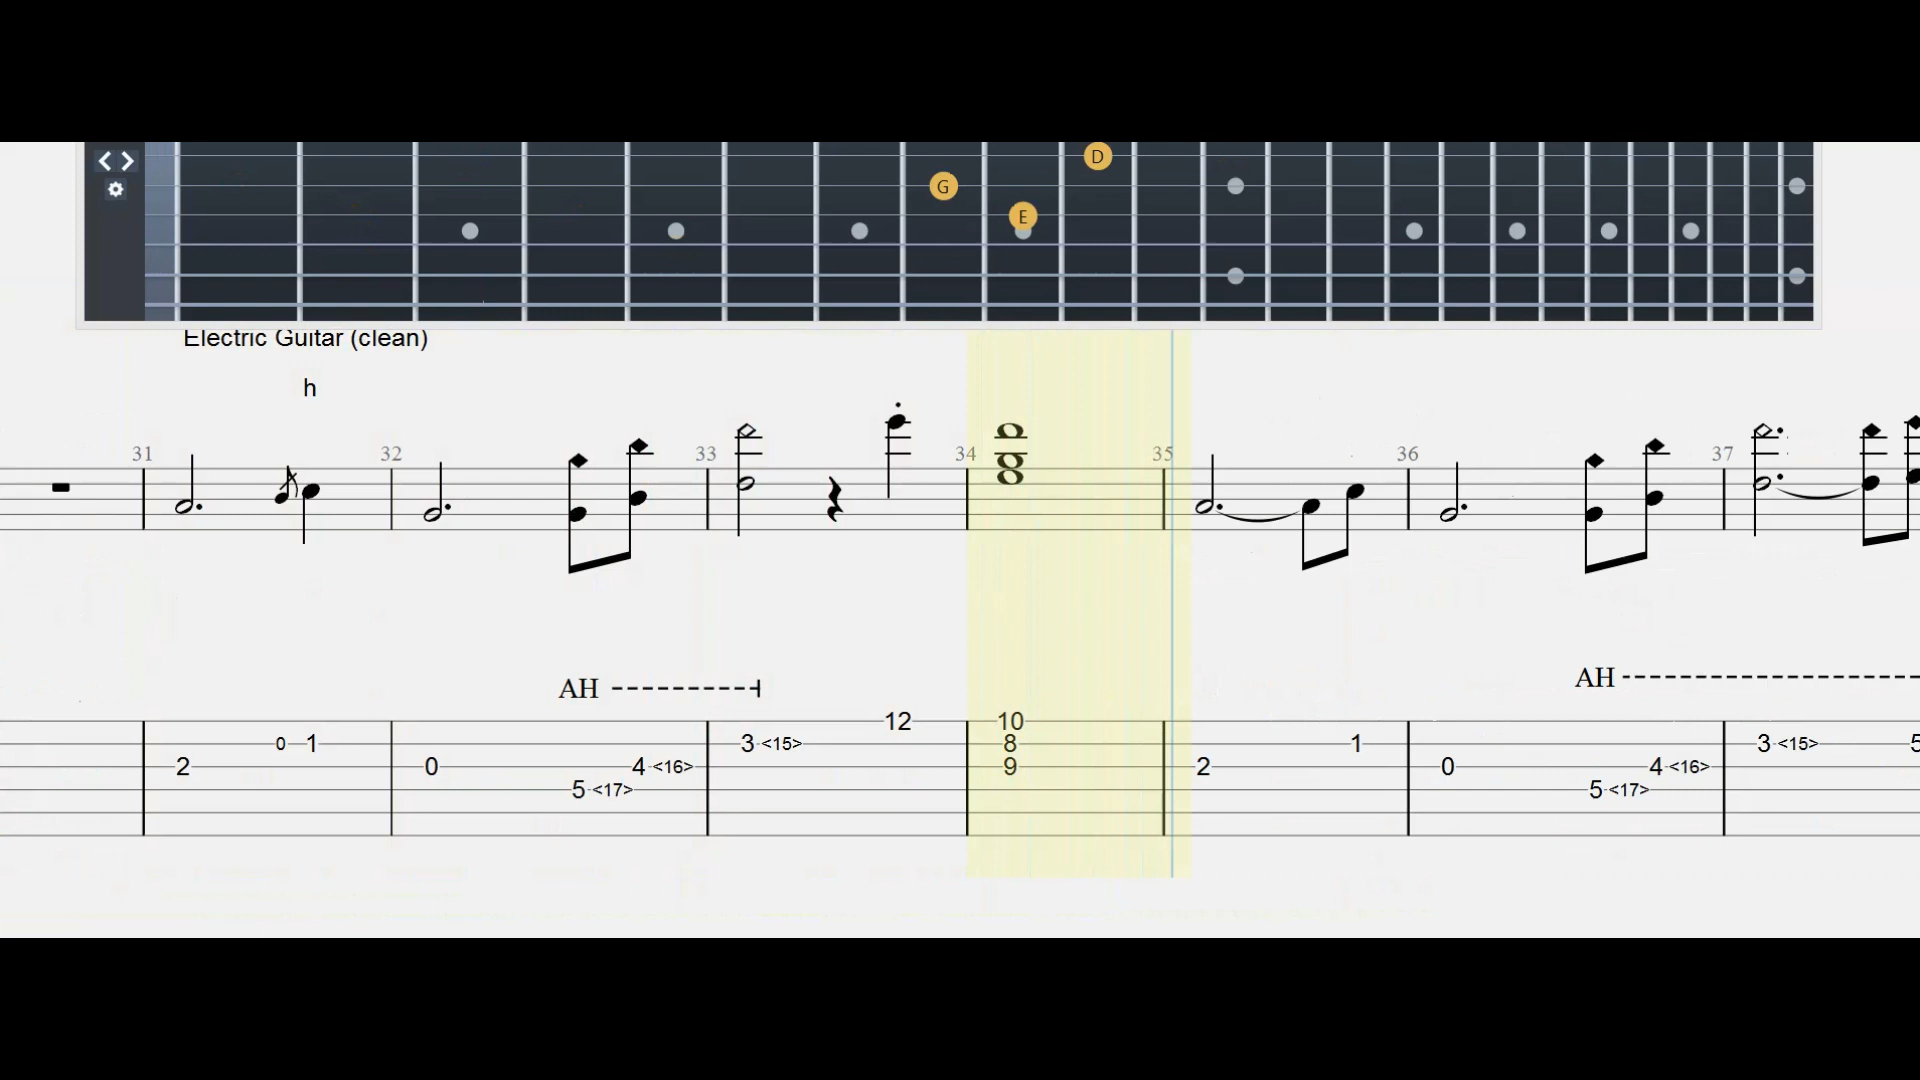 D
G
E
Electric Guitar (clean)
h
31 32 33 34 35 36 37
AH AH
12 10
0 1 3 <15> 8 1 3 <15> 5
2 0 4 <16> 9 2 0 4 <16>
5 <17> 5 <17>